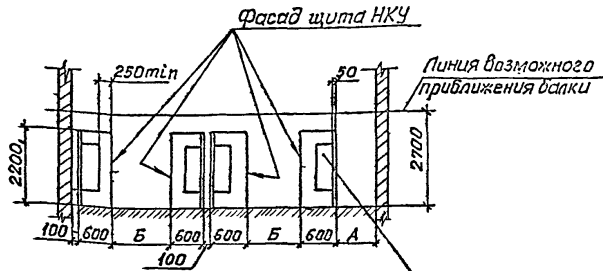 Фасад щита НКУ
250min
50
Линия возможного
приближения балки
2200
2700
100 600 Б 600 600 Б 600 А
100